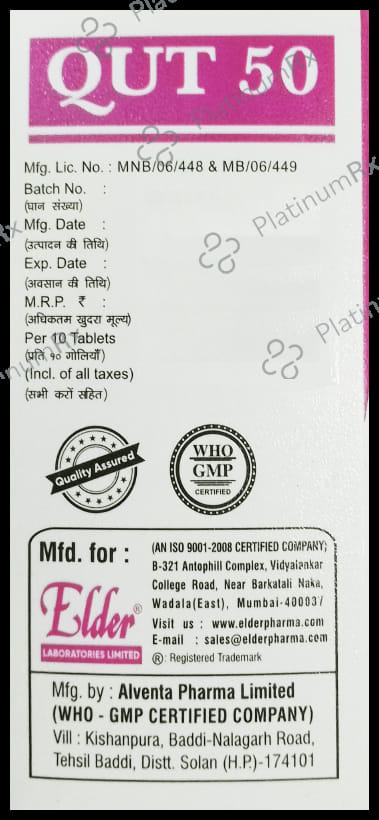 QUT 50
Mfg. Lic. No. : MNB/06/448 & MB/06/449
Batch No. :
(घान संख्या)
Mfg. Date :
(उत्पादन की तिथि)
Exp. Date :
(अवसान की तिथि)
M.R.P. ₹ :
(अधिकतम खुदरा मूल्य)
Per 10 Tablets
(प्रति १० गोलियाँ)
(Incl. of all taxes)
(सभी करों सहित)
Quality Assured
WHO
GMP
CERTIFIED
Mfd. for :
Elder®
LABORATORIES LIMITED
(AN ISO 9001-2008 CERTIFIED COMPANY)
B-321 Antophill Complex, Vidyalankar
College Road, Near Barkatali Naka,
Wadala(East), Mumbai-400037
Visit us : www.elderpharma.com
E-mail : sales@elderpharma.com
®: Registered Trademark
Mfg. by : Alventa Pharma Limited
(WHO - GMP CERTIFIED COMPANY)
Vill : Kishanpura, Baddi-Nalagarh Road,
Tehsil Baddi, Distt. Solan (H.P.)-174101
PlatinumRx
PlatinumRx
PlatinumRx
PlatinumRx